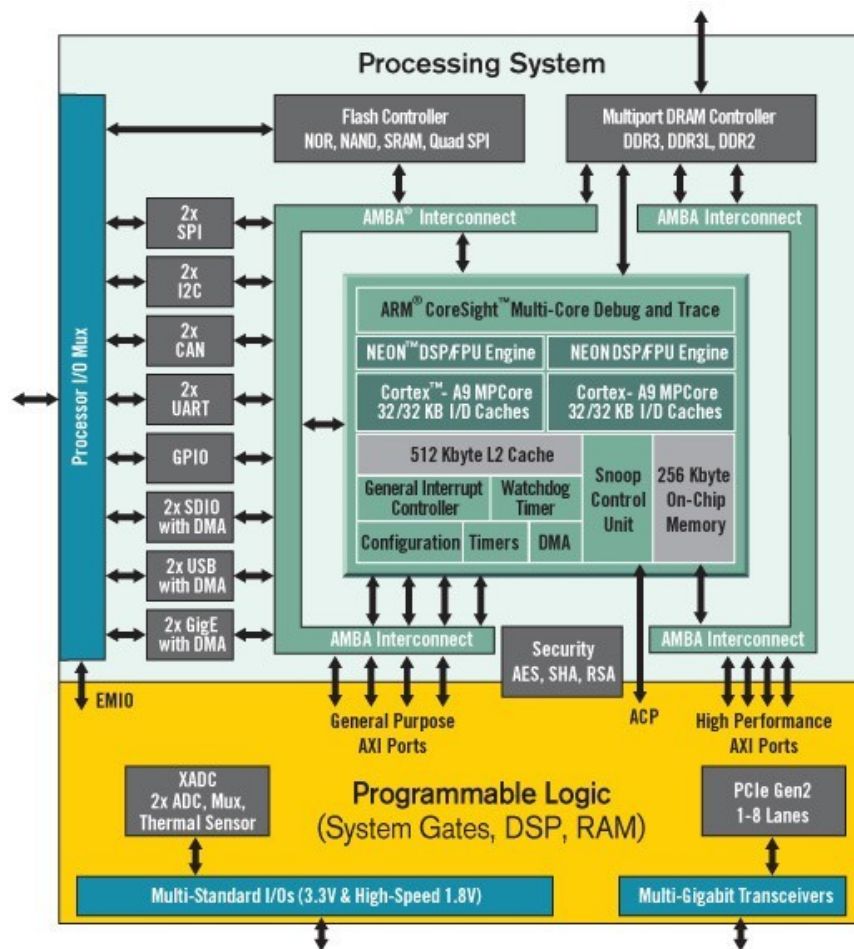 Processing System
Flash Controller
NOR, NAND, SRAM, Quad SPI
Multiport DRAM Controller
DDR3, DDR3L, DDR2
AMBA® Interconnect
AMBA Interconnect
Processor I/O Mux
2x
SPI
2x
I2C
2x
CAN
2x
UART
GPIO
2x SDIO
with DMA
2x USB
with DMA
2x GigE
with DMA
ARM® CoreSight™ Multi-Core Debug and Trace
NEON™ DSP/FPU Engine
NEON DSP/FPU Engine
Cortex™- A9 MPCore
32/32 KB I/D Caches
Cortex- A9 MPCore
32/32 KB I/D Caches
512 Kbyte L2 Cache
General Interrupt
Controller
Watchdog
Timer
Configuration
Timers
DMA
Snoop
Control
Unit
256 Kbyte
On-Chip
Memory
AMBA Interconnect
Security
AES, SHA, RSA
AMBA Interconnect
EMIO
General Purpose
AXI Ports
ACP
High Performance
AXI Ports
XADC
2x ADC, Mux,
Thermal Sensor
Programmable Logic
(System Gates, DSP, RAM)
PCIe Gen2
1-8 Lanes
Multi-Standard I/Os (3.3V & High-Speed 1.8V)
Multi-Gigabit Transceivers